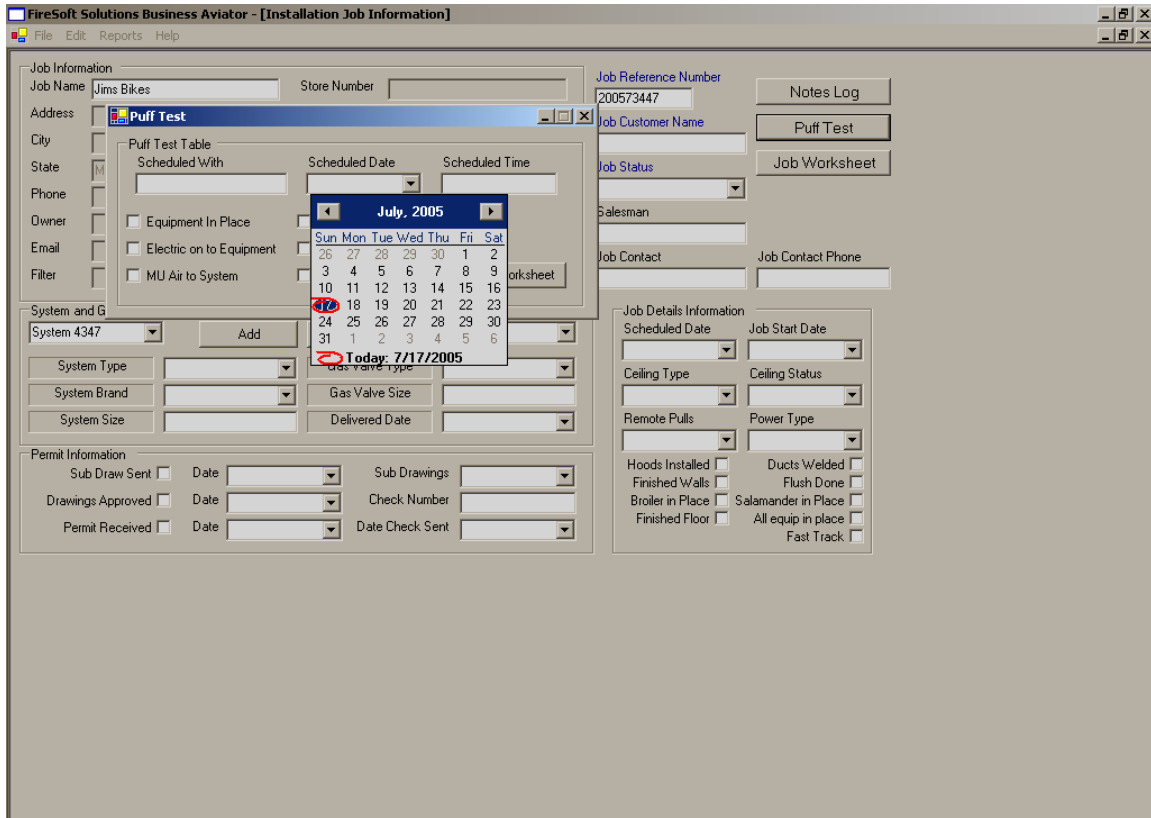 FireSoft Solutions Business Aviator - [Installation Job Information]
File Edit Reports Help
Job Information
Job Name Jims Bikes Store Number
Address
City
State M
Phone
Owner
Email
Filter
Job Reference Number
200573447
Job Customer Name
Job Status
Salesman
Job Contact Job Contact Phone
Notes Log
Puff Test
Job Worksheet
Puff Test
Puff Test Table
Scheduled With Scheduled Date Scheduled Time
Equipment In Place
Electric on to Equipment
MU Air to System
orksheet
July, 2005
Sun Mon Tue Wed Thu Fri Sat
26 27 28 29 30 1 2
3 4 5 6 7 8 9
10 11 12 13 14 15 16
17 18 19 20 21 22 23
24 25 26 27 28 29 30
31 1 2 3 4 5 6
Today: 7/17/2005
System and G
System 4347 Add
System Type Gas Valve Type
System Brand Gas Valve Size
System Size Delivered Date
Permit Information
Sub Draw Sent Date Sub Drawings
Drawings Approved Date Check Number
Permit Received Date Date Check Sent
Job Details Information
Scheduled Date Job Start Date
Ceiling Type Ceiling Status
Remote Pulls Power Type
Hoods Installed Ducts Welded
Finished Walls Flush Done
Broiler in Place Salamander in Place
Finished Floor All equip in place
Fast Track